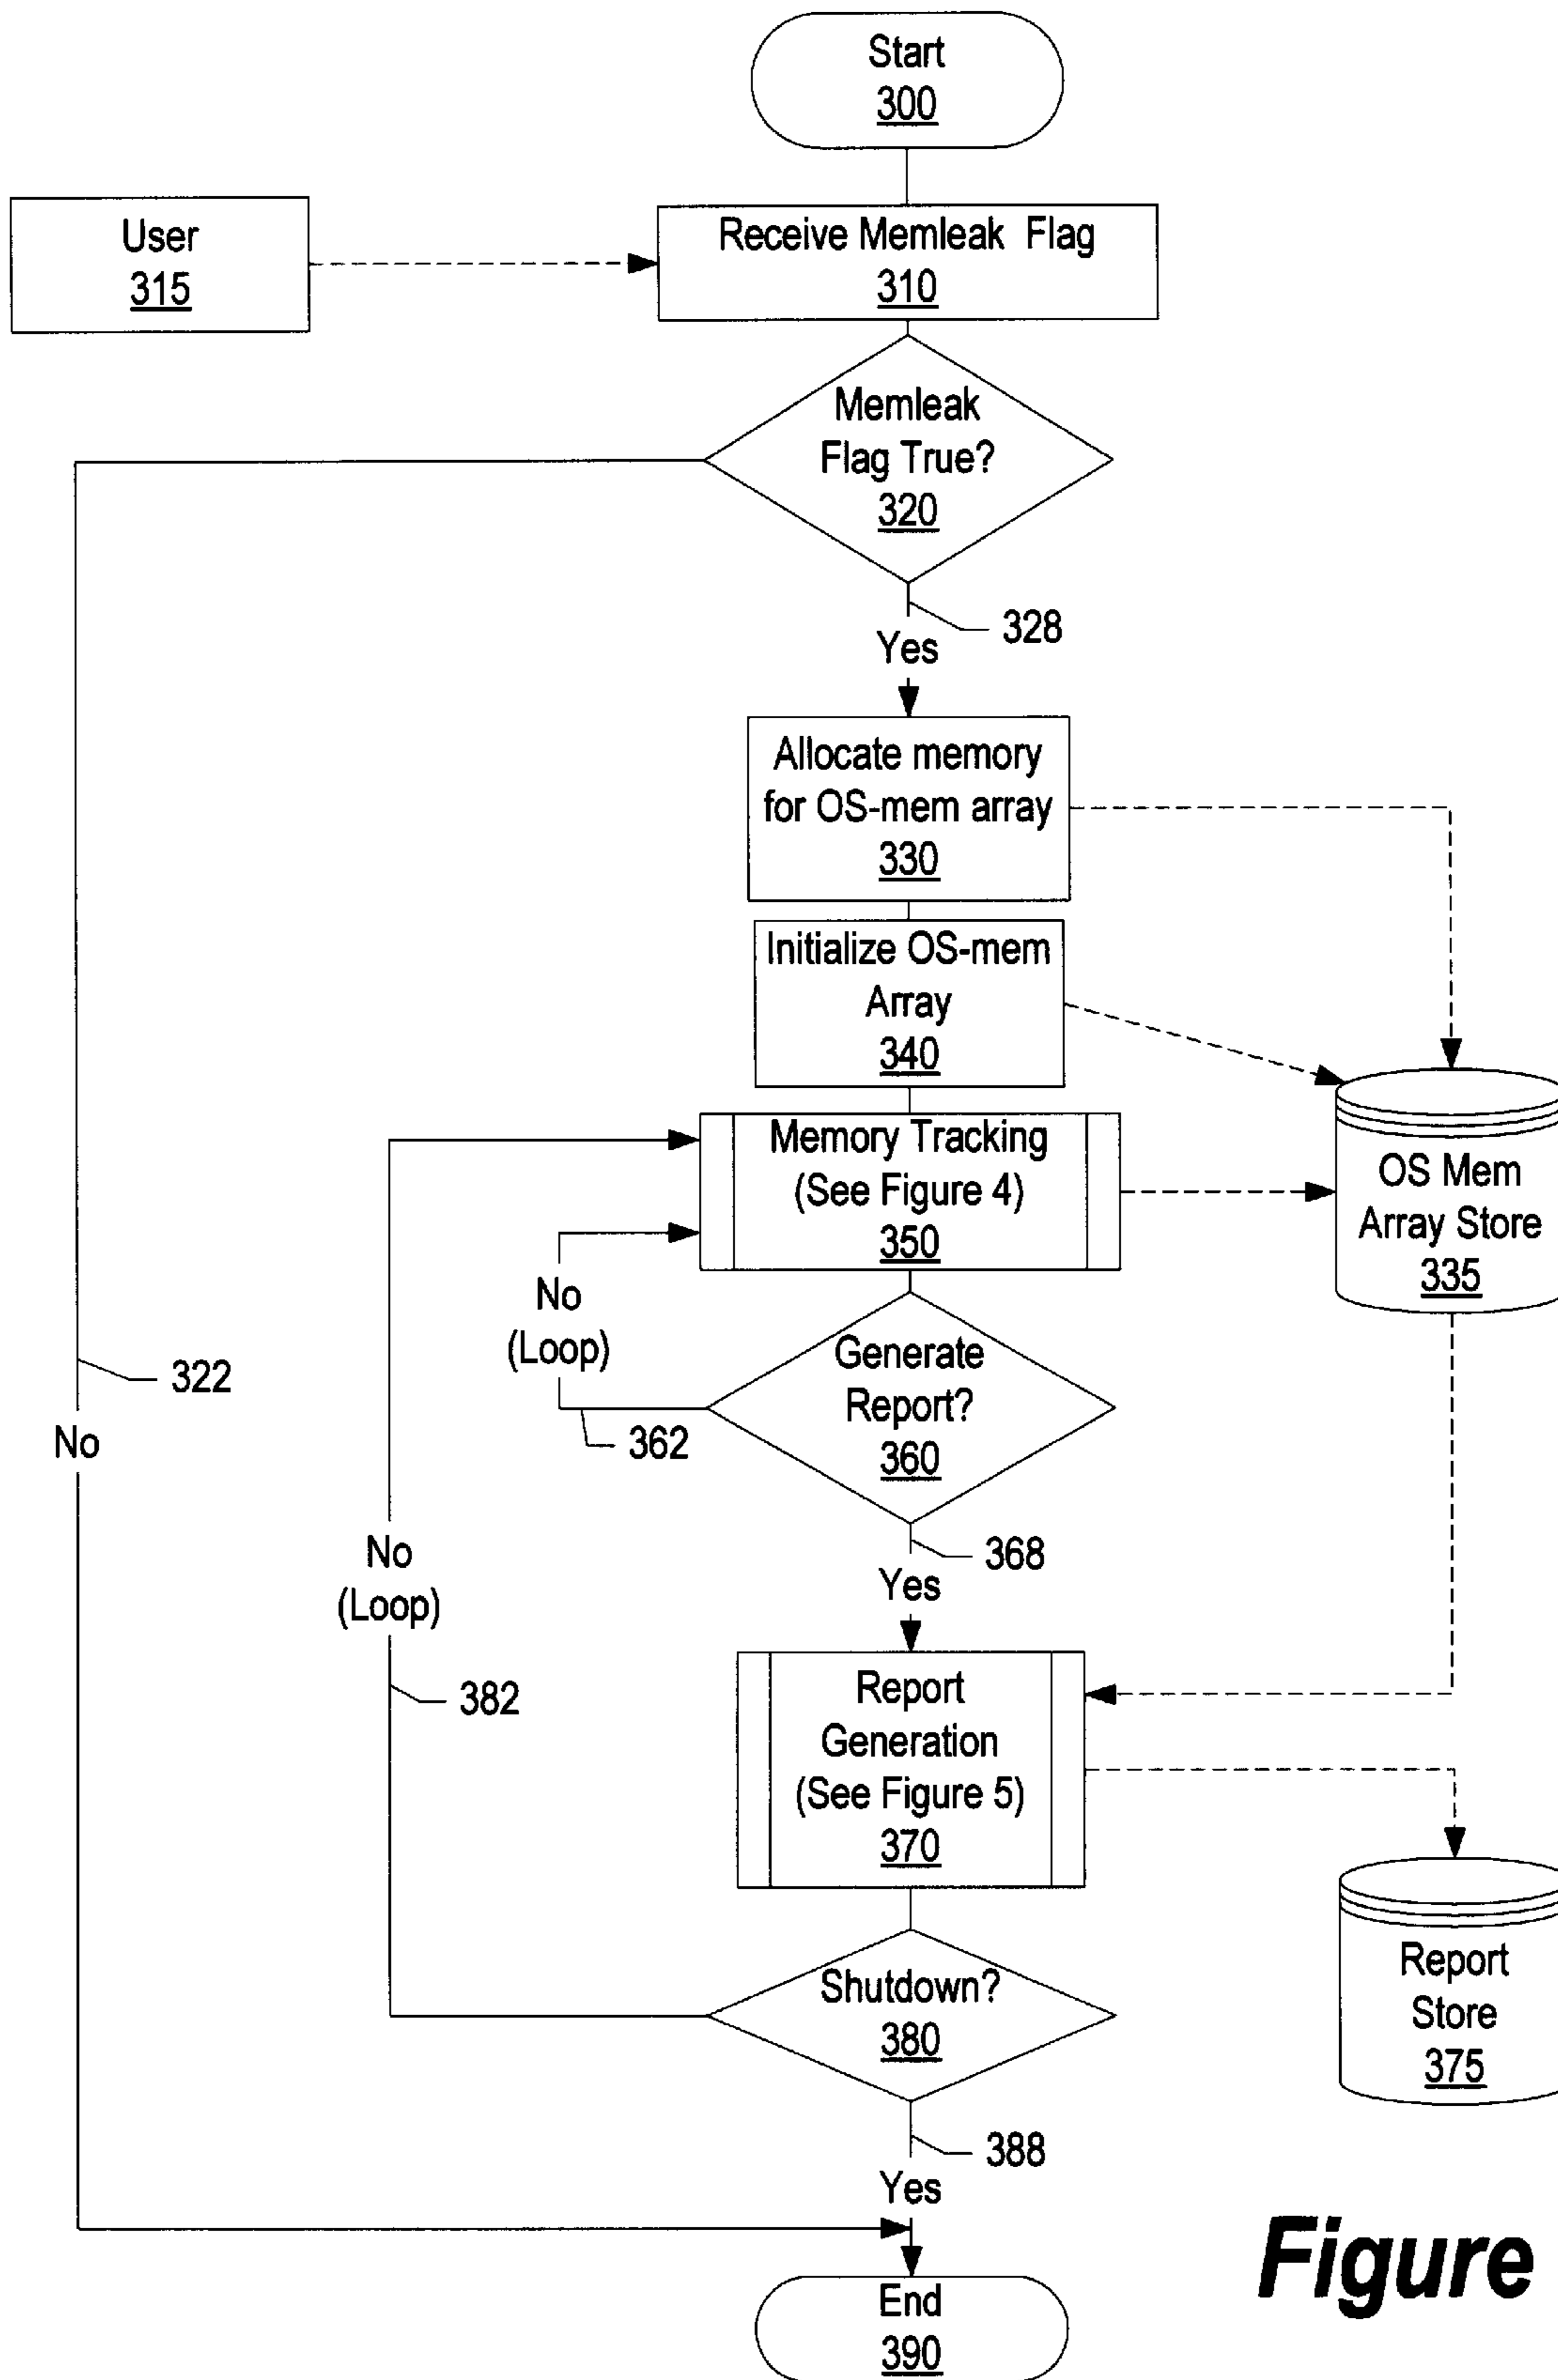 Start
300
User
315
Receive Memleak Flag
310
Memleak
Flag True?
320
328
Yes
Allocate memory
for OS-mem array
330
Initialize OS-mem
Array
340
Memory Tracking
(See Figure 4)
350
OS Mem
Array Store
335
No
(Loop)
Generate
Report?
360
322
362
No
368
No
(Loop)
Yes
382
Report
Generation
(See Figure 5)
370
Shutdown?
380
Report
Store
375
388
Yes
Figure
End
390